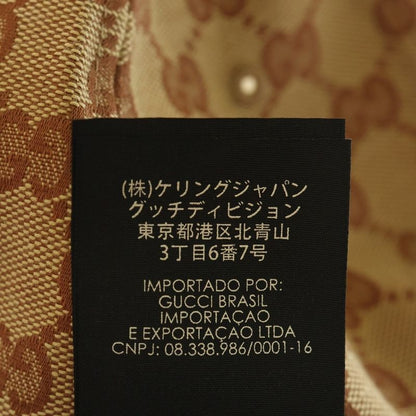 (株)ケリングジャパン
グッチディビジョン
東京都港区北青山
3丁目6番7号
IMPORTADO POR:
GUCCI BRASIL
IMPORTAÇAO
E EXPORTAÇAO LTDA
CNPJ: 08.338.986/0001-16